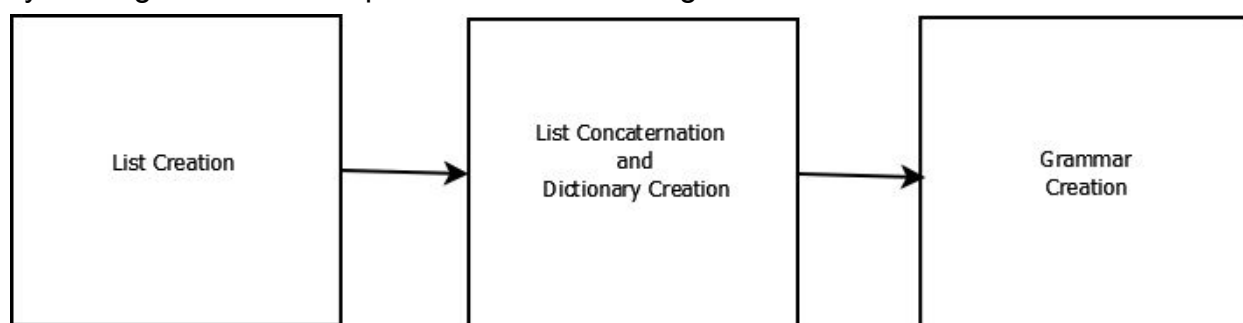 List Creation
List Concaternation
and
Dictionary Creation
Grammar
Creation